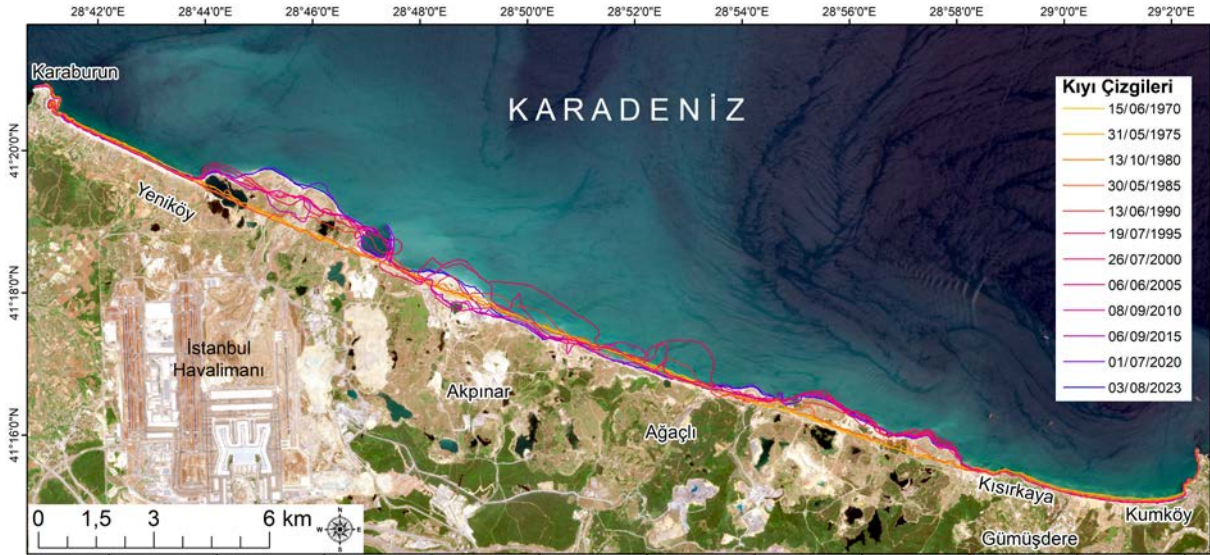 28°42'0"E 28°44'0"E 28°46'0"E 28°48'0"E 28°50'0"E 28°52'0"E 28°54'0"E 28°56'0"E 28°58'0"E 29°0'0"E 29°2'0"E
Karaburun
KARADENİZ
Kıyı Çizgileri
15/06/1970
31/05/1975
13/10/1980
30/05/1985
13/06/1990
19/07/1995
26/07/2000
06/06/2005
08/09/2010
06/09/2015
01/07/2020
03/08/2023
41°20'0"N
Yeniköy
41°18'0"N
İstanbul
Havalimanı
Akpınar
41°16'0"N
Ağaçlı
Kısırkaya
Kumköy
Gümüşdere
0 1,5 3 6 km
N
W E
S